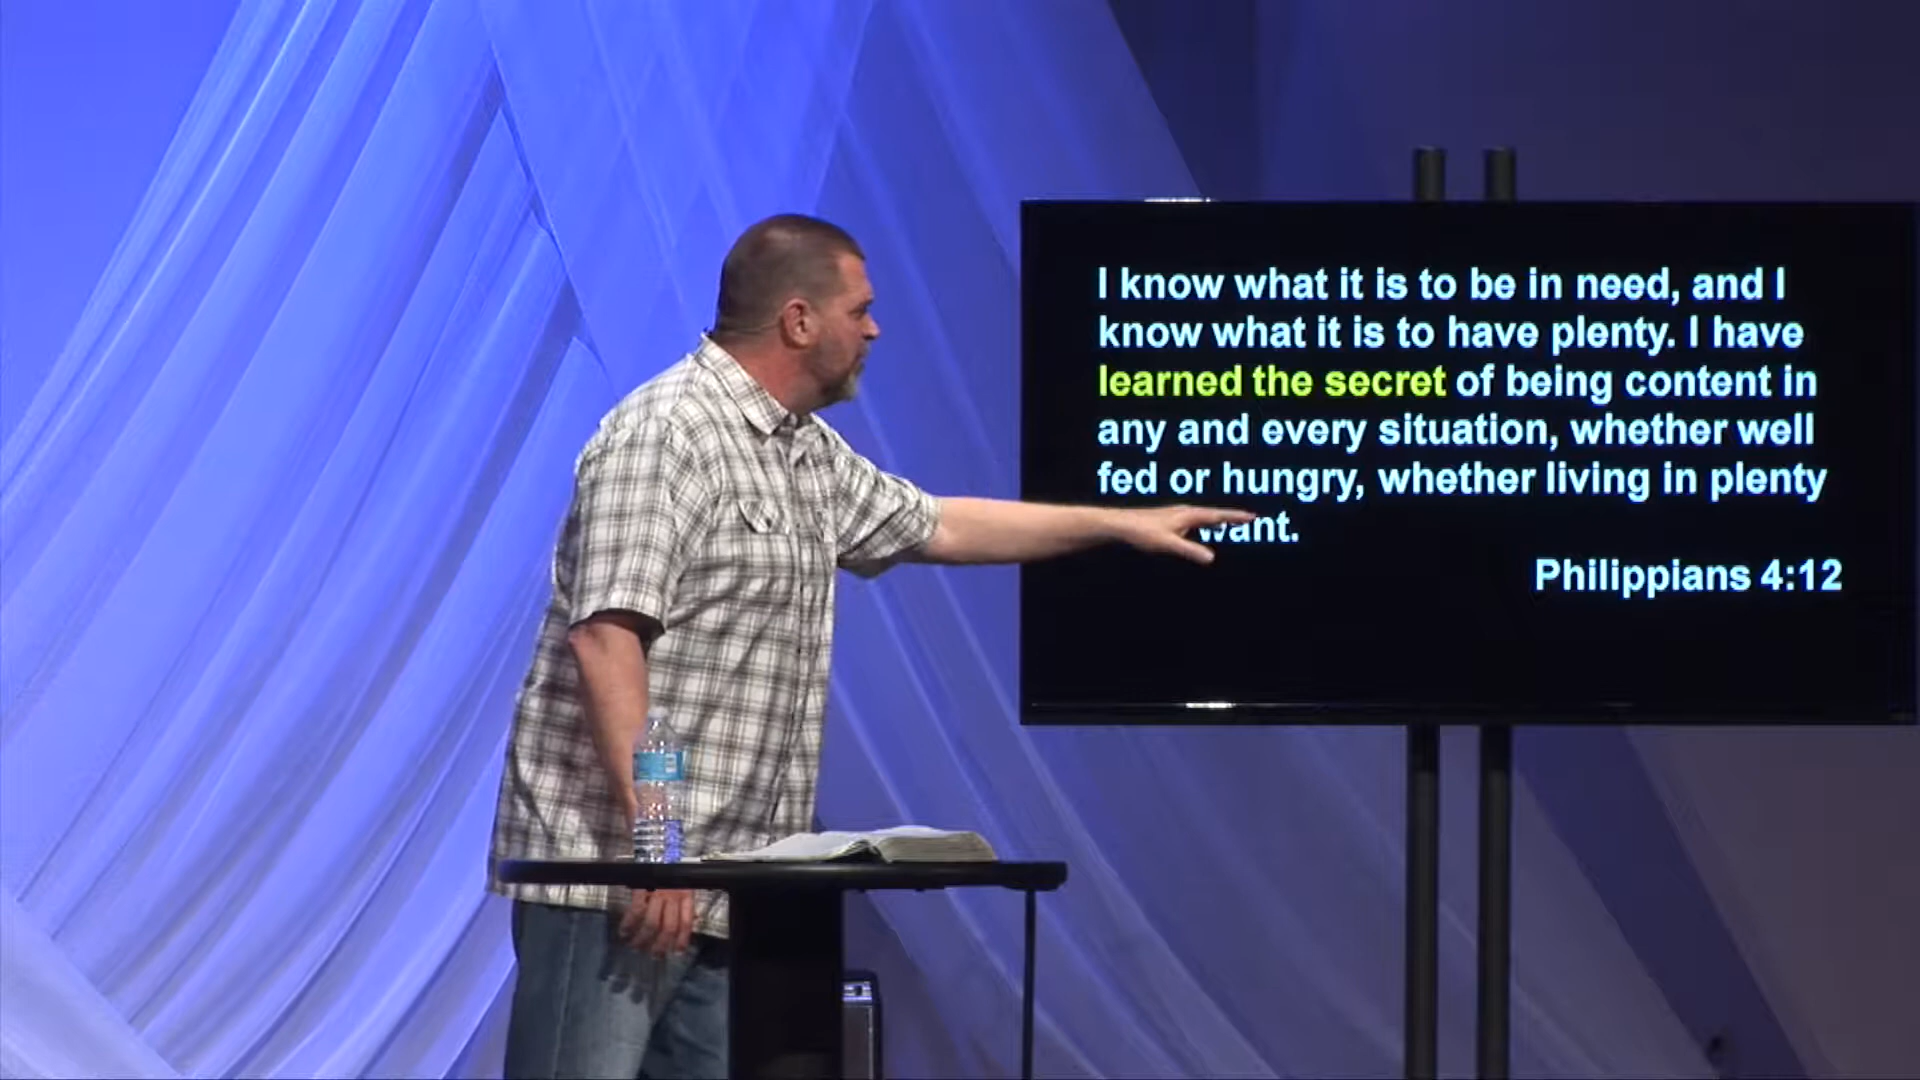 I know what it is to be in need, and I
know what it is to have plenty. I have
learned the secret of being content in
any and every situation, whether well
fed or hungry, whether living in plenty
want.
Philippians 4:12